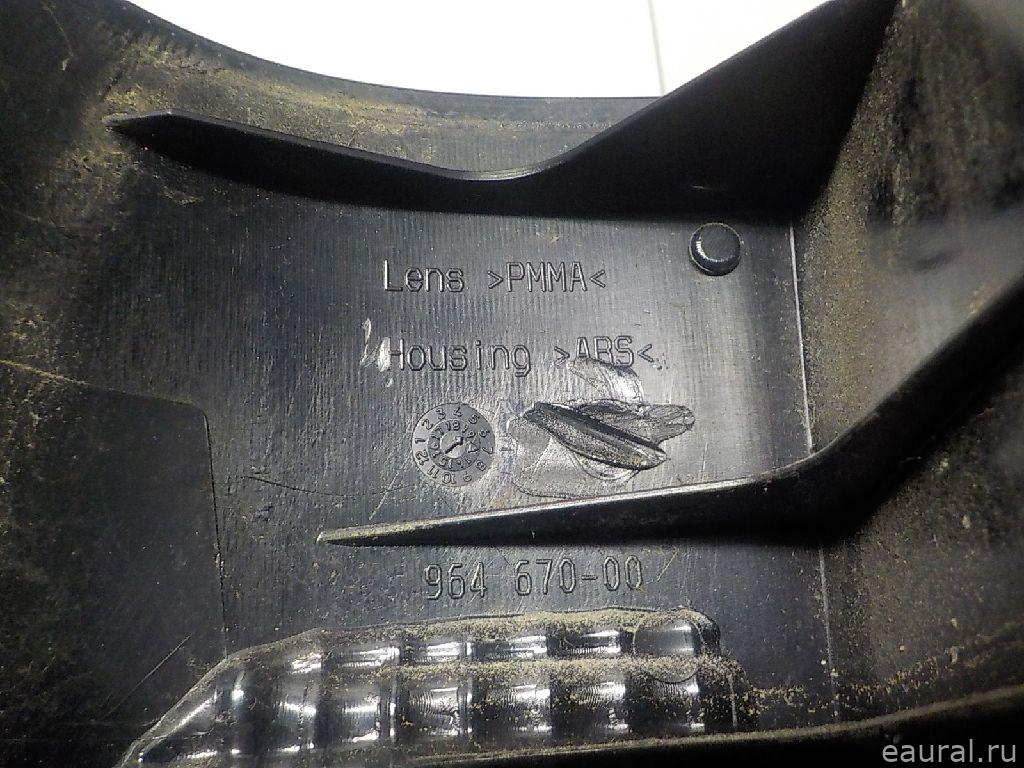 Lens >PMMA<
Housing >ABS<
964 670-00
eaural.ru